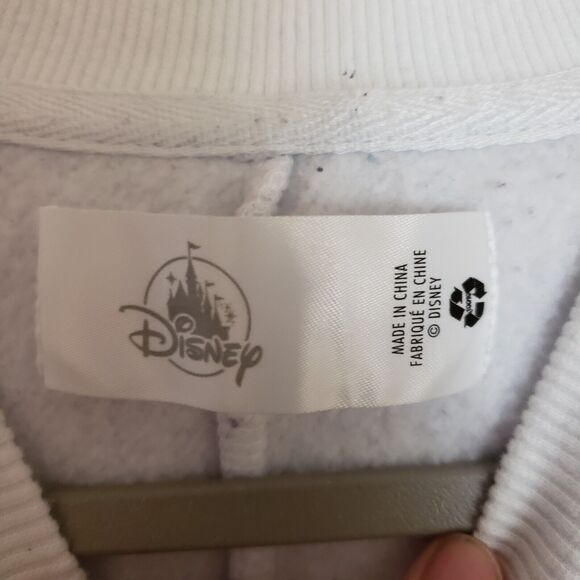 Disney
MADE IN CHINA
FABRIQUÉ EN CHINE
© DISNEY